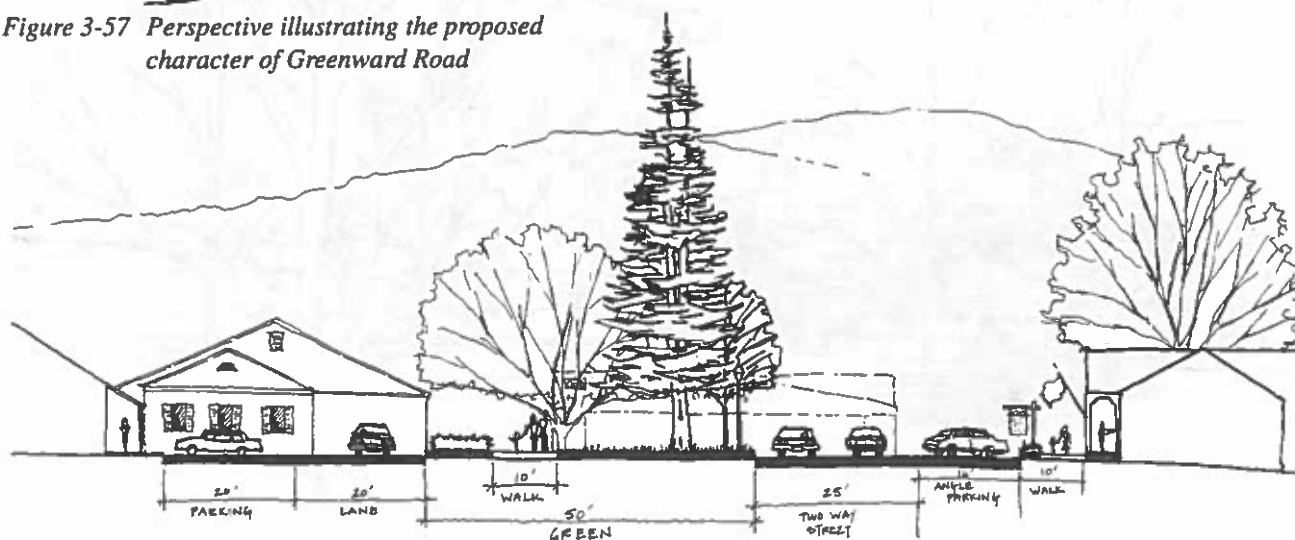 Figure 3-57 Perspective illustrating the proposed
character of Greenward Road
20'
PARKING
20'
LANE
10'
WALK
50'
GREEN
25'
TWO WAY
STREET
ANGLE
PARKING
10'
WALK